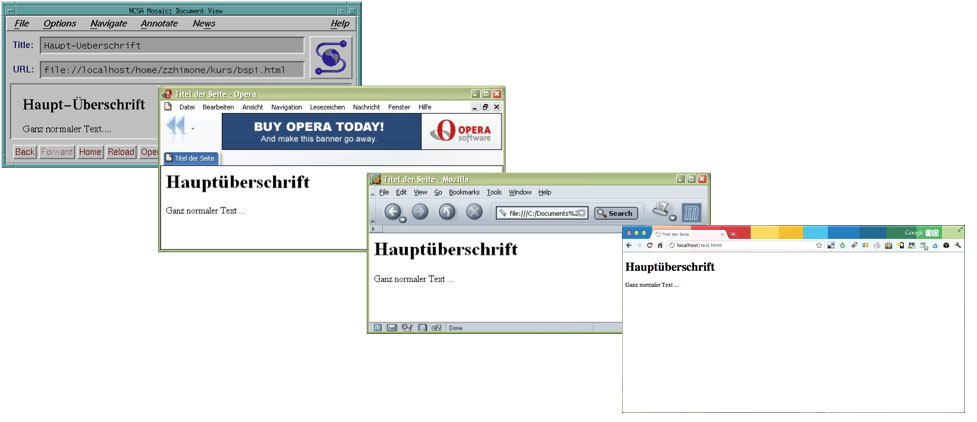 NCSA Mosaic: Document View
File Options Navigate Annotate News Help
Title: Haupt-Ueberschrift
URL: file://localhost/home/zzhimone/kurs/bsp1.html
Haupt-Überschrift
Ganz normaler Text....
Back Forward Home Reload Ope
Titel der Seite - Opera
Datei Bearbeiten Ansicht Navigation Lesezeichen Nachricht Fenster Hilfe
BUY OPERA TODAY!
And make this banner go away.
OPERA
software
Titel der Seite
Hauptüberschrift
Ganz normaler Text ...
Titel der Seite - Mozilla
File Edit View Go Bookmarks Tools Window Help
file:///C:/Documents%2 Search
Hauptüberschrift
Ganz normaler Text ...
Done
Titel der Seite
Google
localhost/test.html
Hauptüberschrift
Ganz normaler Text ...